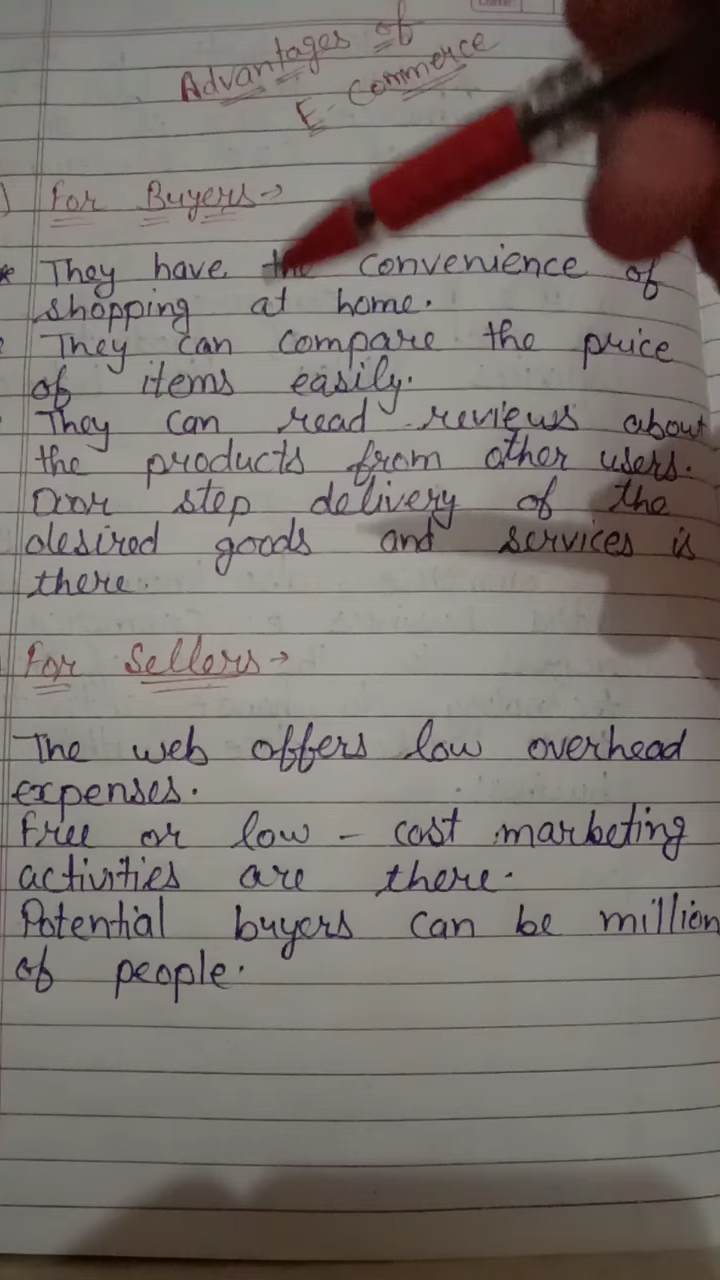 Advantages of
E-Commerce
) For Buyers→
* They have the convenience of
shopping at home.
They can compare the price
of items easily.
They can read reviews about
the products from other users.
Door step delivery of the
desired goods and services is
there.
For Sellers→
The web offers low overhead
expenses.
Free or low - cost marketing
activities are there.
Potential buyers can be million
of people.